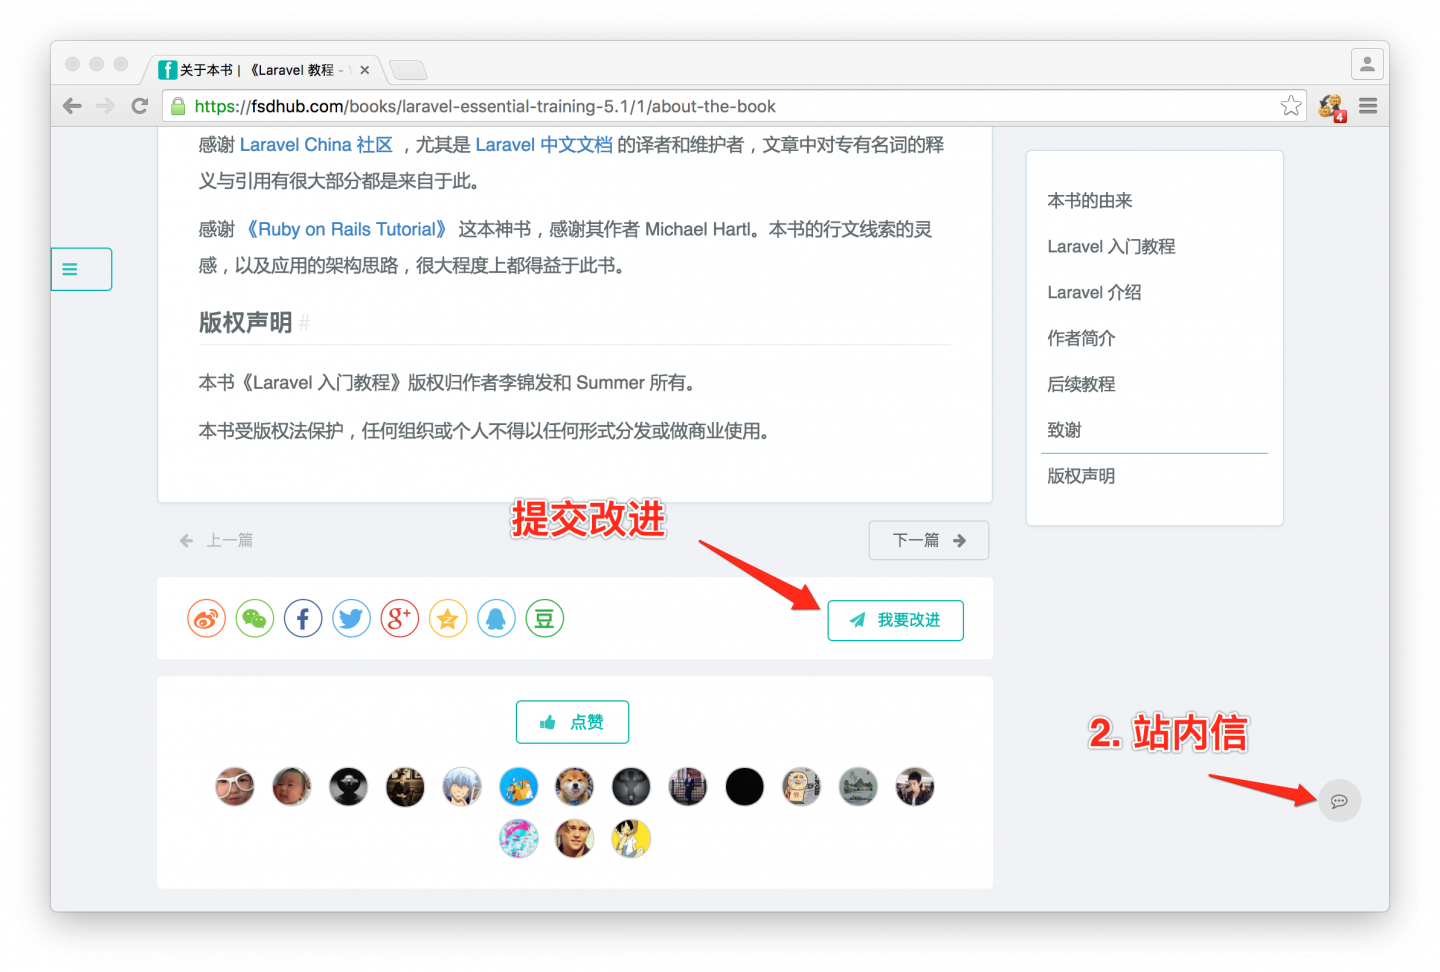 关于本书 | 《Laravel 教程 -
https://fsdhub.com/books/laravel-essential-training-5.1/1/about-the-book
4
感谢 Laravel China 社区 ，尤其是 Laravel 中文文档 的译者和维护者，文章中对专有名词的释
义与引用有很大部分都是来自于此。
感谢 《Ruby on Rails Tutorial》 这本神书，感谢其作者 Michael Hartl。本书的行文线索的灵
感，以及应用的架构思路，很大程度上都得益于此书。
版权声明 #
本书《Laravel 入门教程》版权归作者李锦发和 Summer 所有。
本书受版权法保护，任何组织或个人不得以任何形式分发或做商业使用。
本书的由来
Laravel 入门教程
Laravel 介绍
作者简介
后续教程
致谢
版权声明
提交改进
上一篇
下一篇
g+
豆
我要改进
点赞
2. 站内信